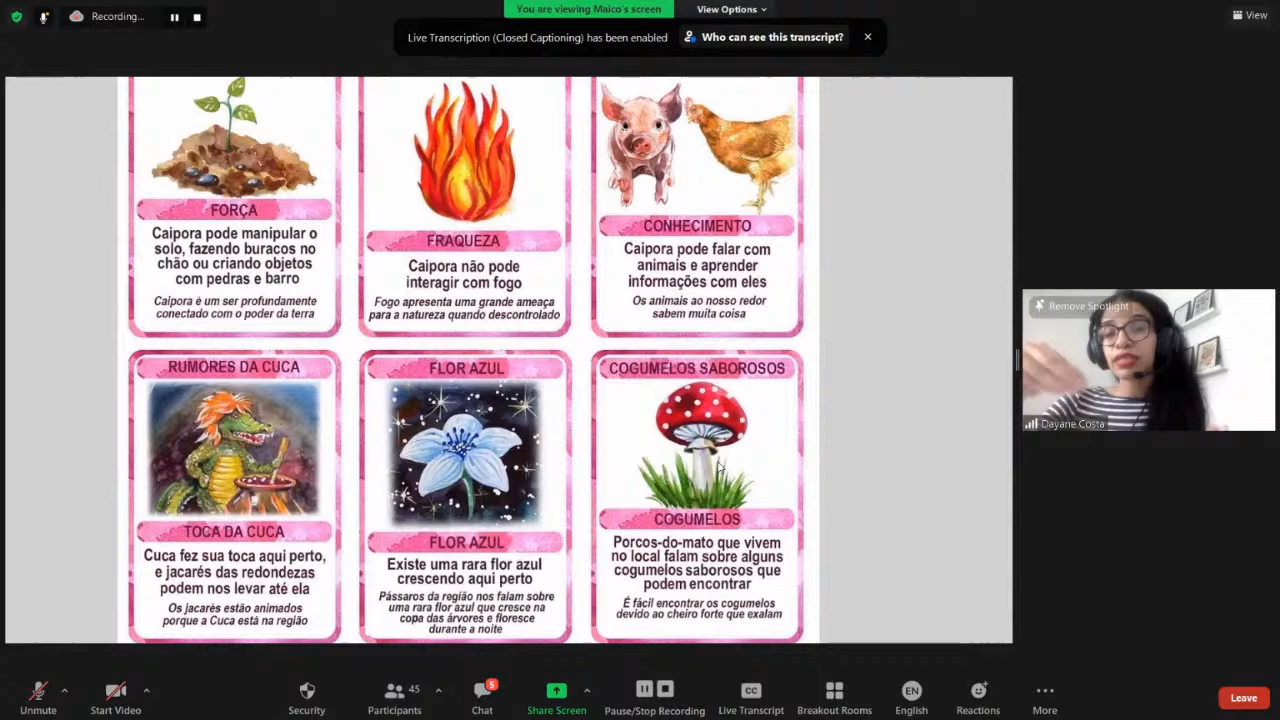 You are viewing Maico's screen
View Options
Recording...
View
Live Transcription (Closed Captioning) has been enabled
Who can see this transcript?
FORÇA
Caipora pode manipular o
solo, fazendo buracos no
chão ou criando objetos
com pedras e barro
Caipora é um ser profundamente
conectado com o poder da terra
FRAQUEZA
Caipora não pode
interagir com fogo
Fogo apresenta uma grande ameaça
para a natureza quando descontrolado
CONHECIMENTO
Caipora pode falar com
animais e aprender
informações com eles
Os animais ao nosso redor
sabem muita coisa
RUMORES DA CUCA
TOCA DA CUCA
Cuca fez sua toca aqui perto,
e jacarés das redondezas
podem nos levar até ela
Os jacarés estão animados
porque a Cuca está na região
FLOR AZUL
FLOR AZUL
Existe uma rara flor azul
crescendo aqui perto
Pássaros da região nos falam sobre
uma rara flor azul que cresce na
copa das árvores e floresce
durante a noite
COGUMELOS SABOROSOS
COGUMELOS
Porcos-do-mato que vivem
no local falam sobre alguns
cogumelos saborosos que
podem encontrar
É fácil encontrar os cogumelos
devido ao cheiro forte que exalam
Remove Spotlight
Dayane Costa
Unmute
Start Video
Security
45
Participants
5
Chat
Share Screen
Pause/Stop Recording
CC
Live Transcript
Breakout Rooms
EN
English
Reactions
More
Leave